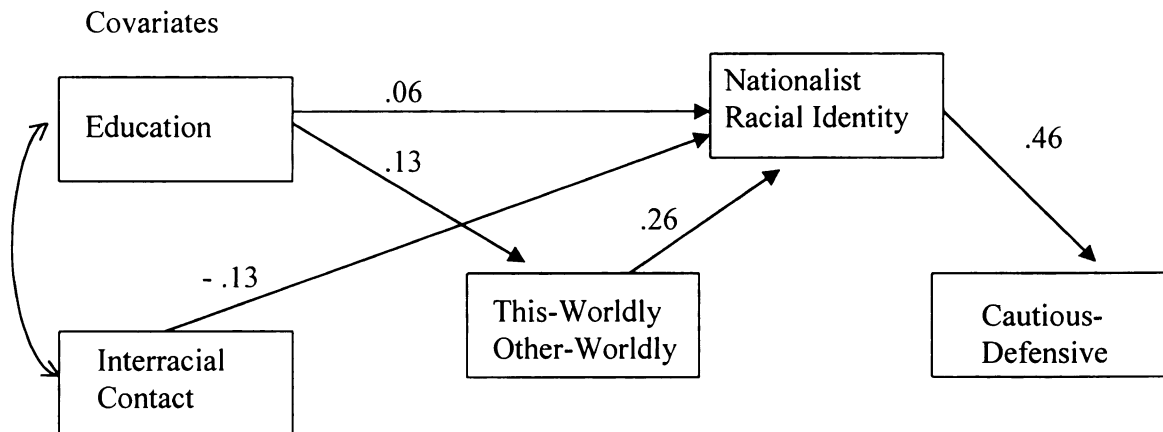 Covariates
Education
.06
.13
Nationalist
Racial Identity
.46
.26
- .13
This-Worldly
Other-Worldly
Cautious-
Defensive
Interracial
Contact